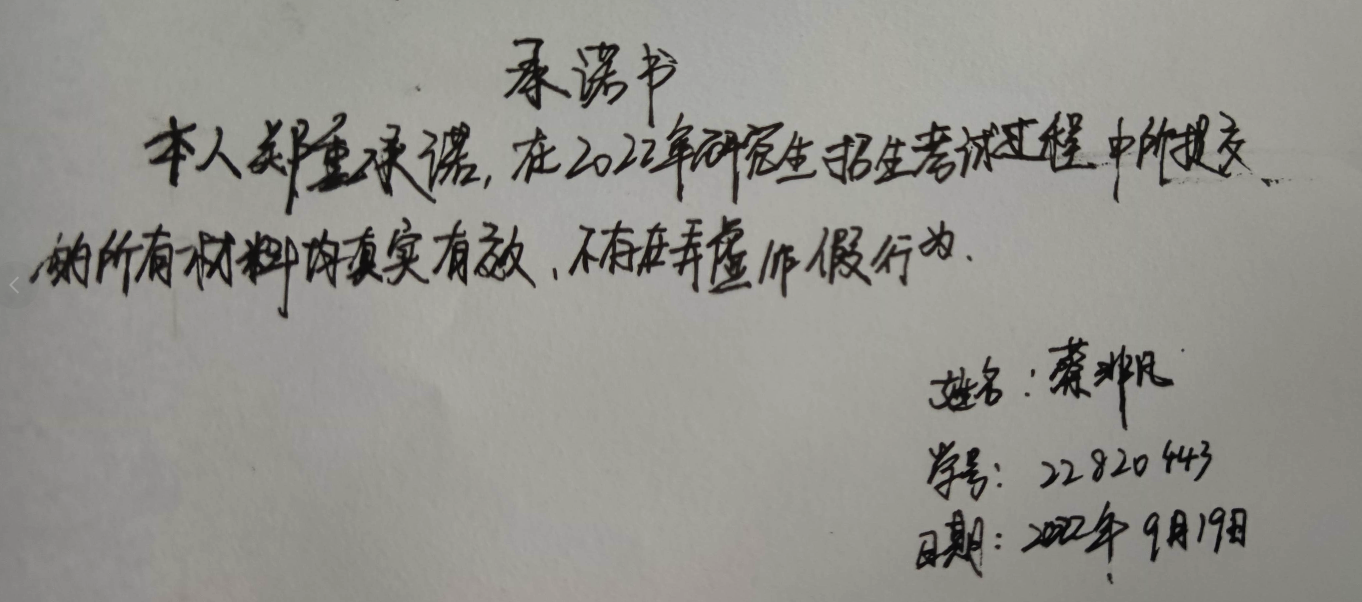 承诺书
本人郑重承诺,在2022年研究生招生考试过程中所提交
的所有材料均真实有效,不存在弄虚作假行为.
姓名:蔡非凡
学号:22820443
日期:2022年9月19日